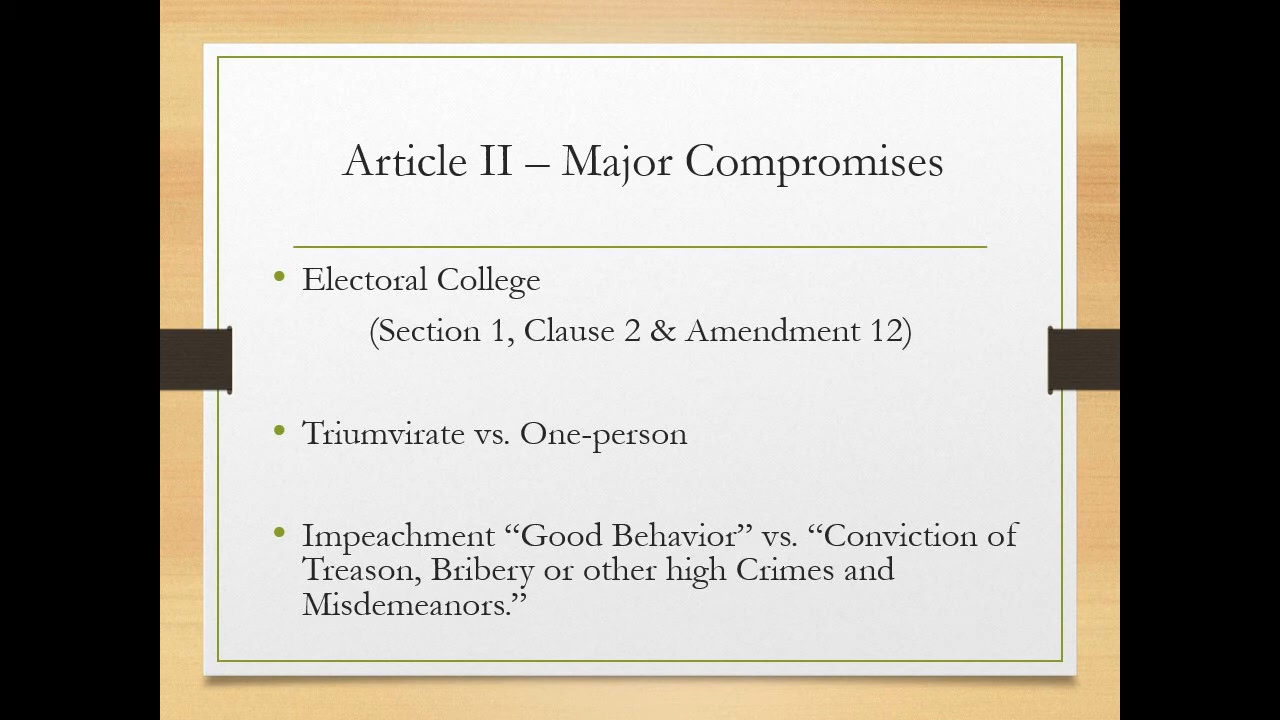 Article II – Major Compromises
• Electoral College
(Section 1, Clause 2 & Amendment 12)
• Triumvirate vs. One-person
• Impeachment “Good Behavior” vs. “Conviction of
Treason, Bribery or other high Crimes and
Misdemeanors.”